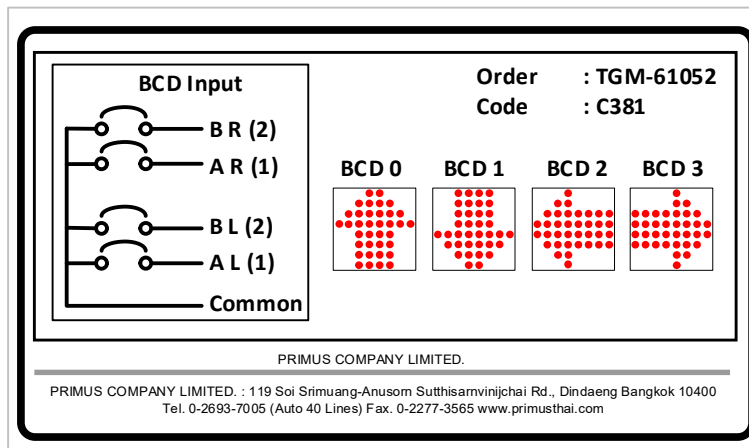 BCD Input
B R (2)
A R (1)
B L (2)
A L (1)
Common
Order : TGM-61052
Code : C381
BCD 0 BCD 1 BCD 2 BCD 3
PRIMUS COMPANY LIMITED.
PRIMUS COMPANY LIMITED. : 119 Soi Srimuang-Anusorn Sutthisarnvinijchai Rd., Dindaeng Bangkok 10400
Tel. 0-2693-7005 (Auto 40 Lines) Fax. 0-2277-3565 www.primusthai.com